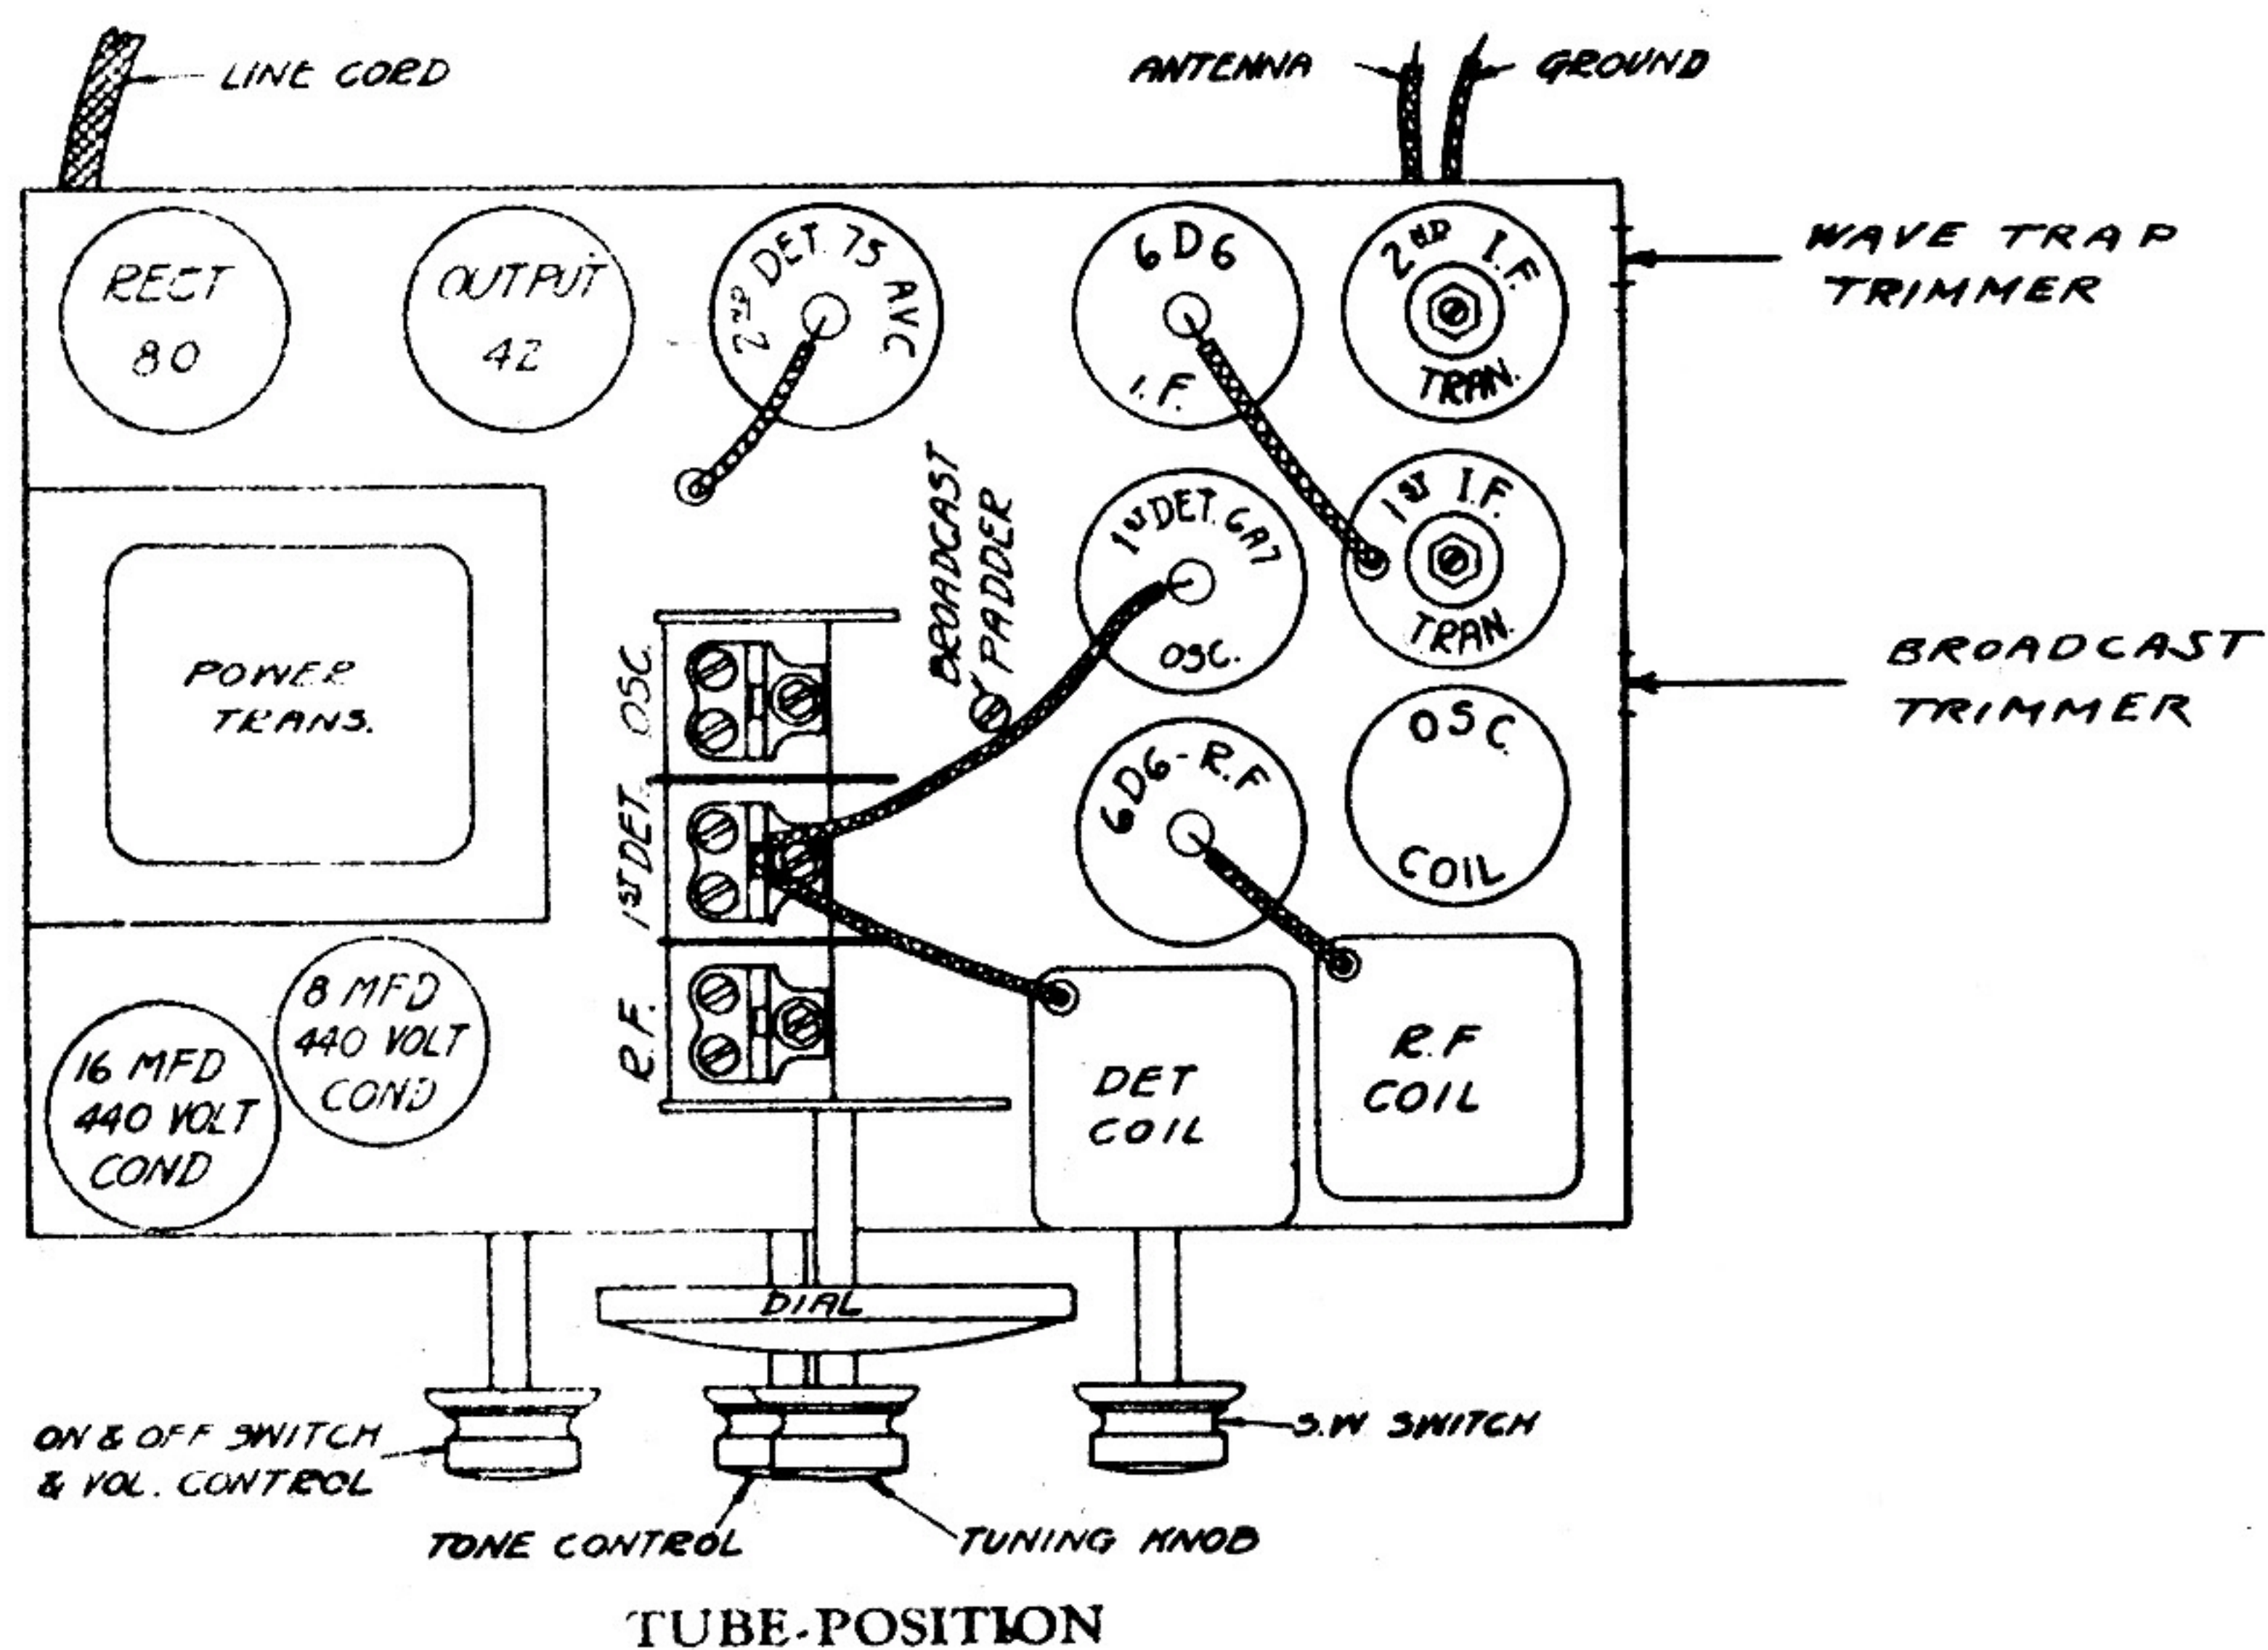 LINE CORD
ANTENNA
GROUND
RECT
80
OUTPUT
42
2ND DET. 75 AVC
6D6
I.F.
2ND I.F.
TRAN.
WAVE TRAP
TRIMMER
1ST DET. 6A7
OSC.
1ST I.F.
TRAN.
BROADCAST
PADDER
BROADCAST
TRIMMER
POWER
TRANS.
OSC.
1ST DET.
R.F.
6D6-R.F
OSC
COIL
8 MFD
440 VOLT
COND
16 MFD
440 VOLT
COND
DET
COIL
R.F
COIL
DIAL
ON & OFF SWITCH
& VOL. CONTROL
S.W SWITCH
TONE CONTROL
TUNING KNOB
TUBE-POSITION